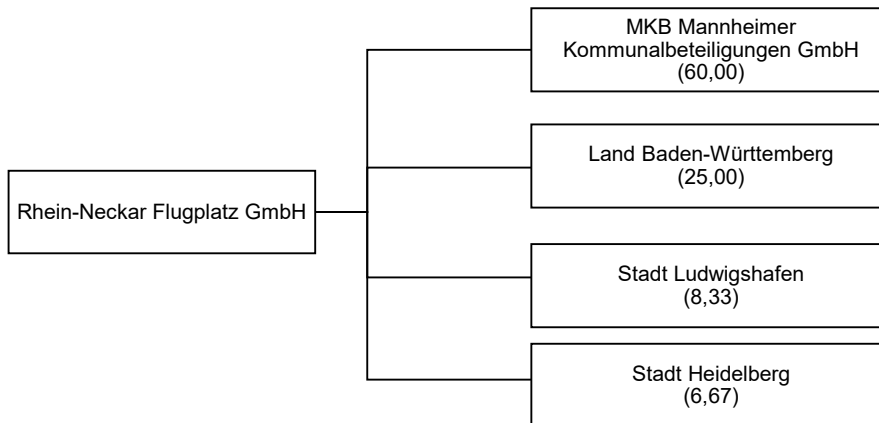 MKB Mannheimer
Kommunalbeteiligungen GmbH
(60,00)
Land Baden-Württemberg
(25,00)
Rhein-Neckar Flugplatz GmbH
Stadt Ludwigshafen
(8,33)
Stadt Heidelberg
(6,67)